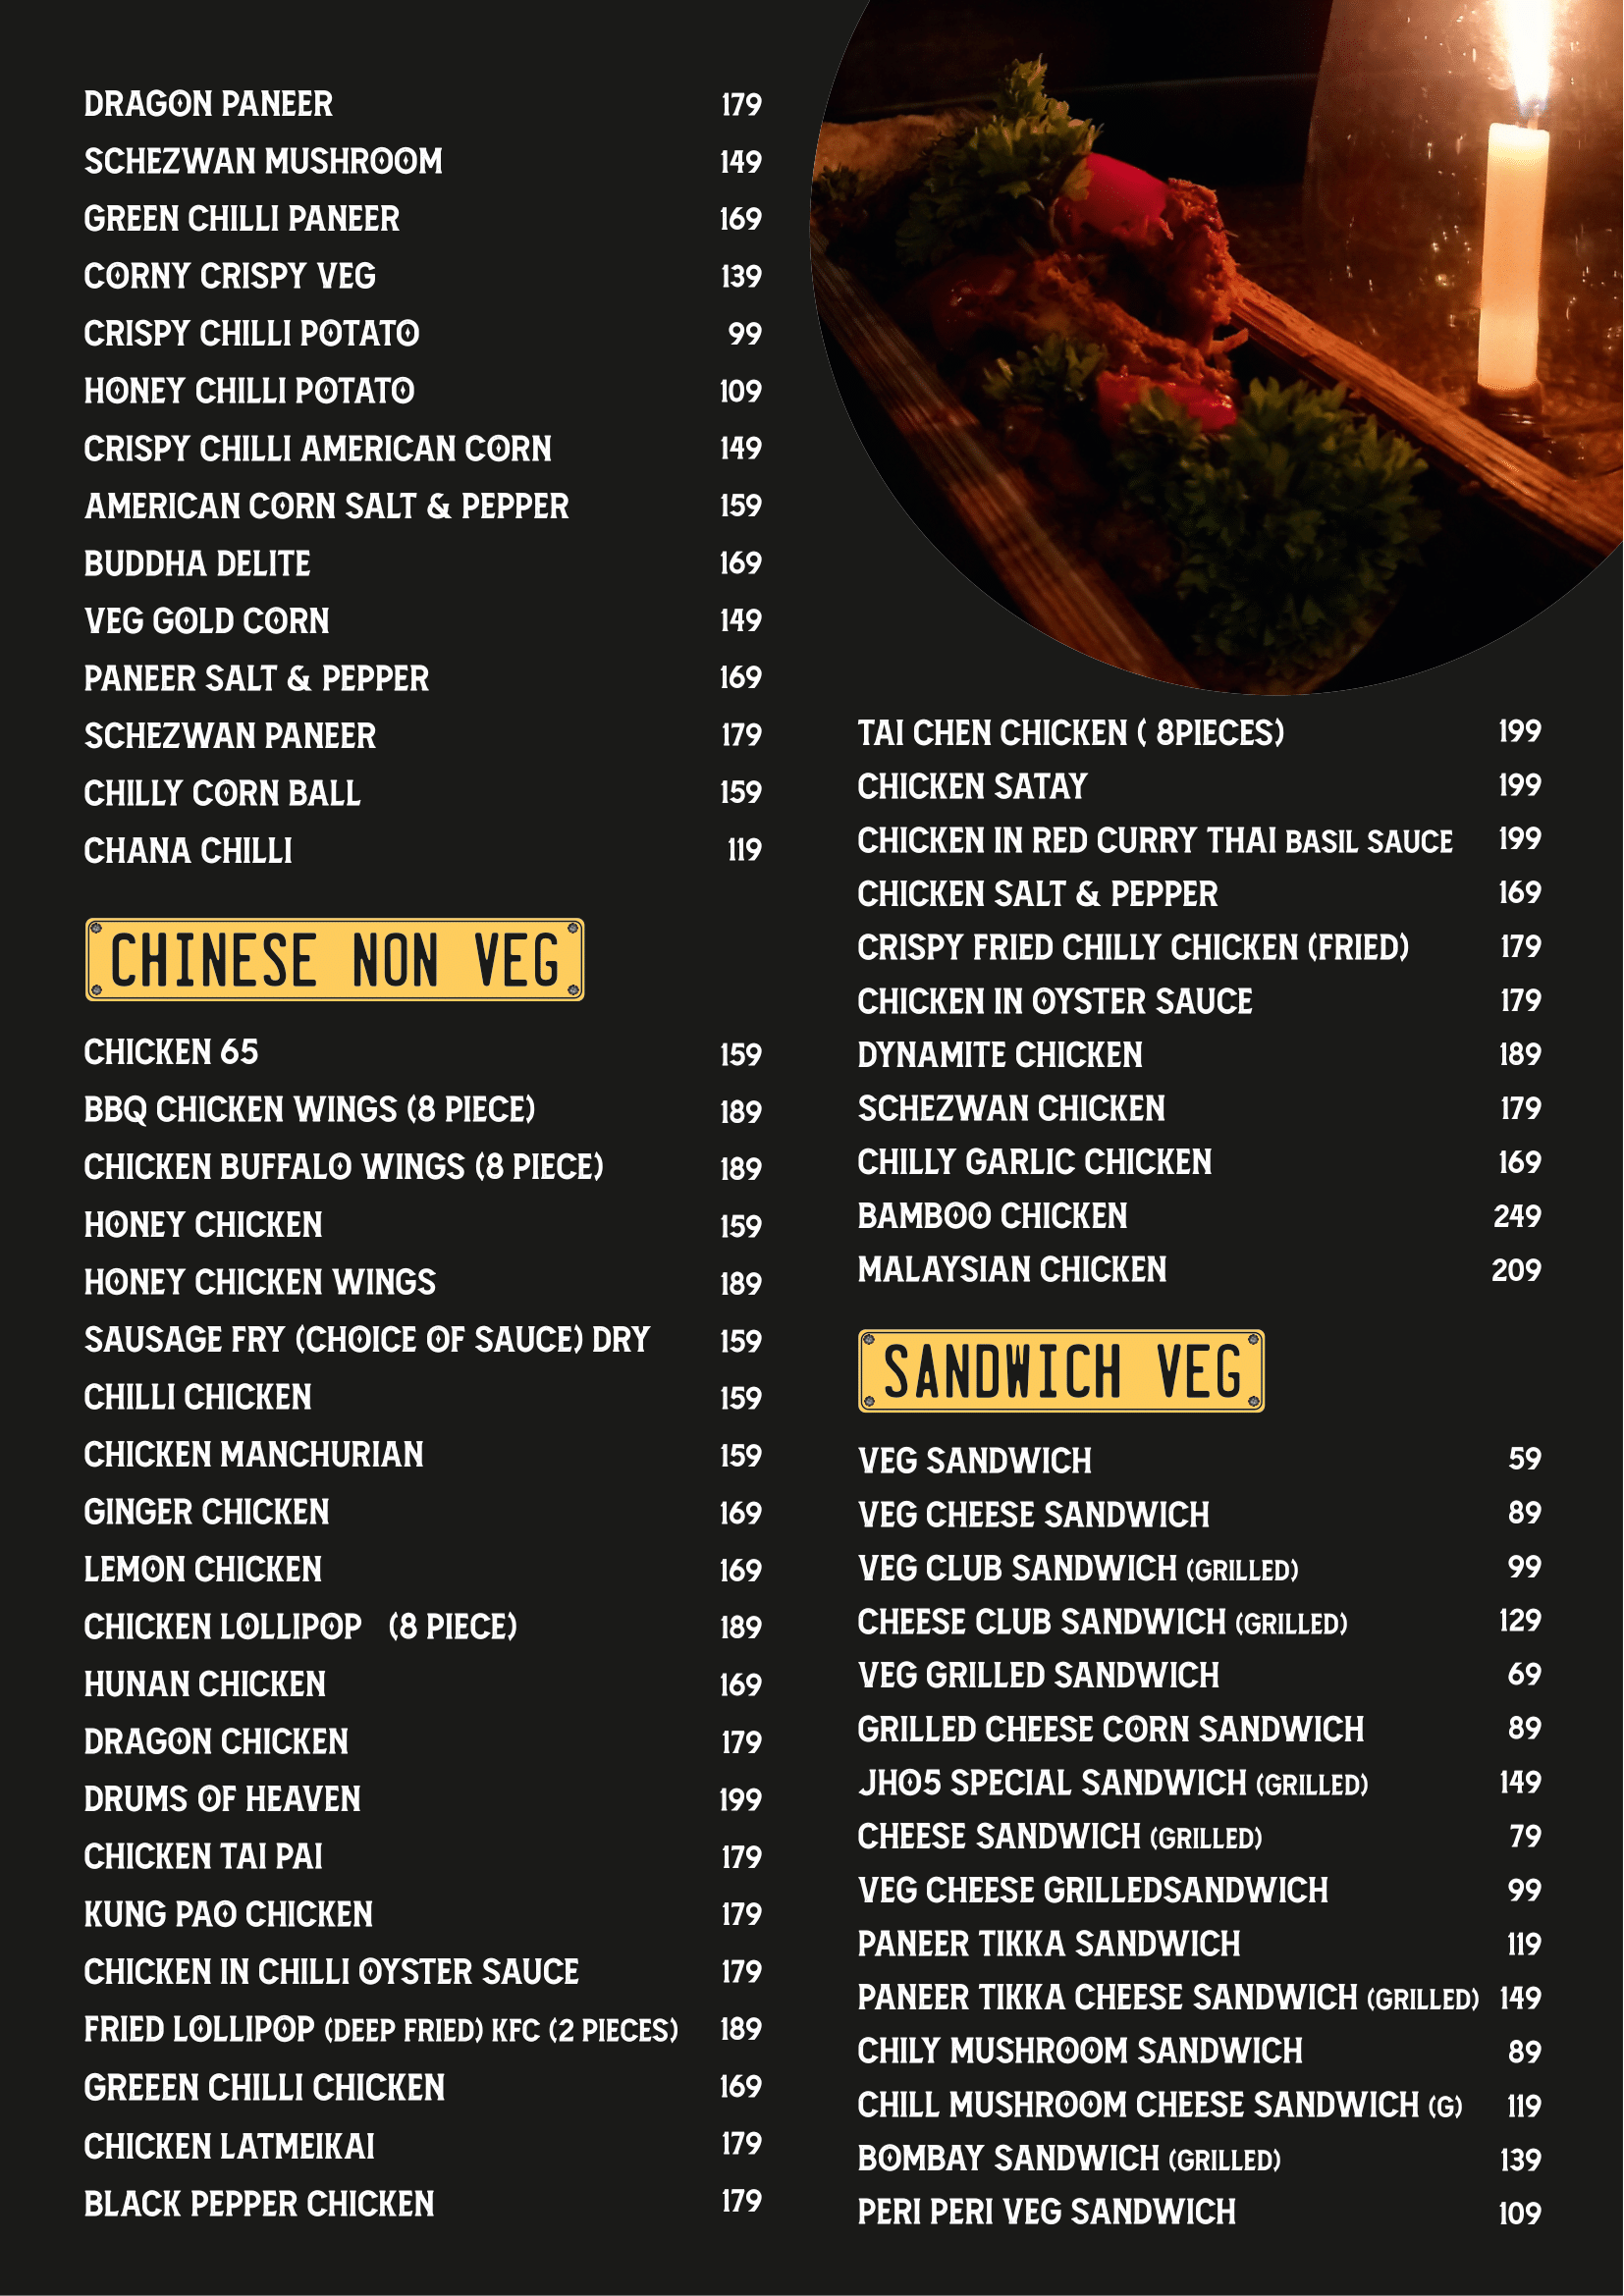 DRAGON PANEER 179
SCHEZWAN MUSHROOM 149
GREEN CHILLI PANEER 169
CORNY CRISPY VEG 139
CRISPY CHILLI POTATO 99
HONEY CHILLI POTATO 109
CRISPY CHILLI AMERICAN CORN 149
AMERICAN CORN SALT & PEPPER 159
BUDDHA DELITE 169
VEG GOLD CORN 149
PANEER SALT & PEPPER 169
SCHEZWAN PANEER 179
CHILLY CORN BALL 159
CHANA CHILLI 119
CHINESE NON VEG
CHICKEN 65 159
BBQ CHICKEN WINGS (8 PIECE) 189
CHICKEN BUFFALO WINGS (8 PIECE) 189
HONEY CHICKEN 159
HONEY CHICKEN WINGS 189
SAUSAGE FRY (CHOICE OF SAUCE) DRY 159
CHILLI CHICKEN 159
CHICKEN MANCHURIAN 159
GINGER CHICKEN 169
LEMON CHICKEN 169
CHICKEN LOLLIPOP (8 PIECE) 189
HUNAN CHICKEN 169
DRAGON CHICKEN 179
DRUMS OF HEAVEN 199
CHICKEN TAI PAI 179
KUNG PAO CHICKEN 179
CHICKEN IN CHILLI OYSTER SAUCE 179
FRIED LOLLIPOP (DEEP FRIED) KFC (2 PIECES) 189
GREEEN CHILLI CHICKEN 169
CHICKEN LATMEIKAI 179
BLACK PEPPER CHICKEN 179
TAI CHEN CHICKEN ( 8PIECES) 199
CHICKEN SATAY 199
CHICKEN IN RED CURRY THAI BASIL SAUCE 199
CHICKEN SALT & PEPPER 169
CRISPY FRIED CHILLY CHICKEN (FRIED) 179
CHICKEN IN OYSTER SAUCE 179
DYNAMITE CHICKEN 189
SCHEZWAN CHICKEN 179
CHILLY GARLIC CHICKEN 169
BAMBOO CHICKEN 249
MALAYSIAN CHICKEN 209
SANDWICH VEG
VEG SANDWICH 59
VEG CHEESE SANDWICH 89
VEG CLUB SANDWICH (GRILLED) 99
CHEESE CLUB SANDWICH (GRILLED) 129
VEG GRILLED SANDWICH 69
GRILLED CHEESE CORN SANDWICH 89
JHO5 SPECIAL SANDWICH (GRILLED) 149
CHEESE SANDWICH (GRILLED) 79
VEG CHEESE GRILLEDSANDWICH 99
PANEER TIKKA SANDWICH 119
PANEER TIKKA CHEESE SANDWICH (GRILLED) 149
CHILY MUSHROOM SANDWICH 89
CHILL MUSHROOM CHEESE SANDWICH (G) 119
BOMBAY SANDWICH (GRILLED) 139
PERI PERI VEG SANDWICH 109